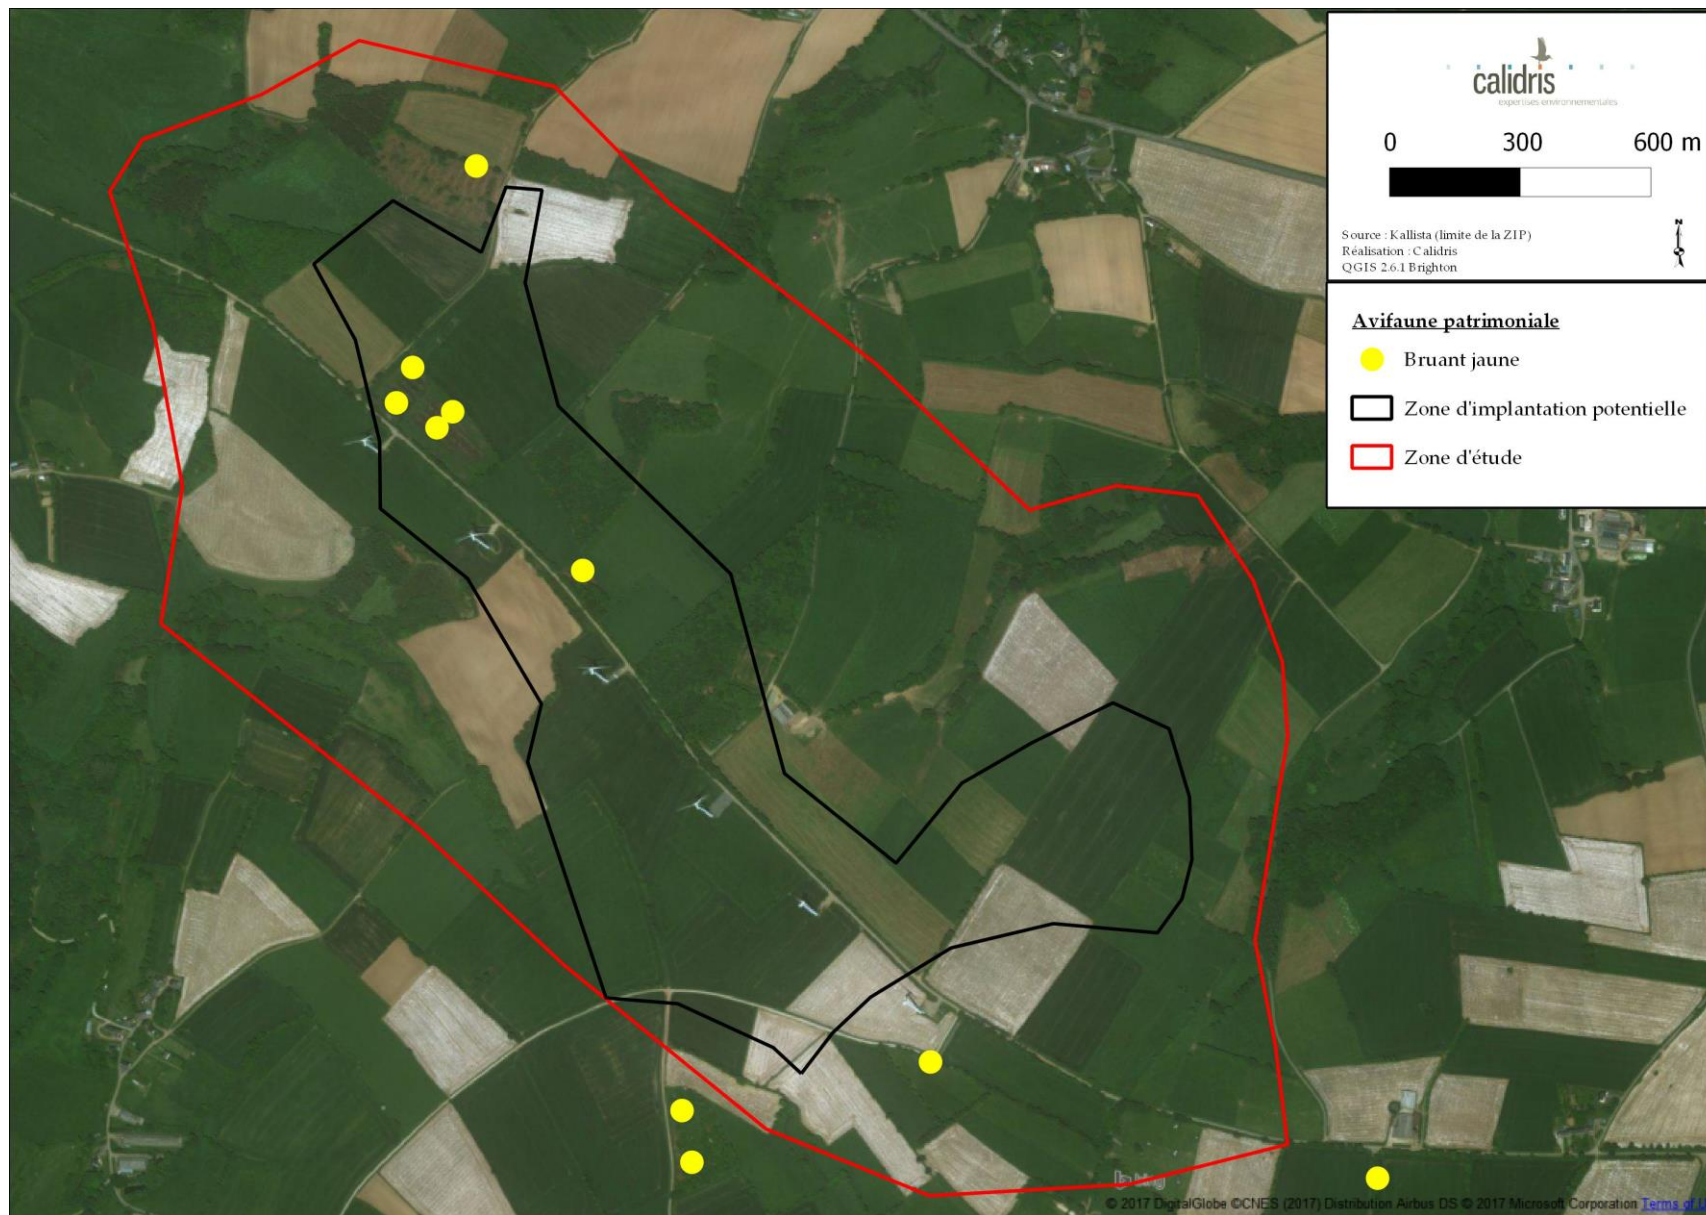 calidris
expertises environnementales
0 300 600 m
Source : Kallista (limite de la ZIP)
Réalisation : Calidris
QGIS 2.6.1 Brighton
N
Avifaune patrimoniale
Bruant jaune
Zone d'implantation potentielle
Zone d'étude
© 2017 DigitalGlobe ©CNES (2017) Distribution Airbus DS © 2017 Microsoft Corporation Terms of